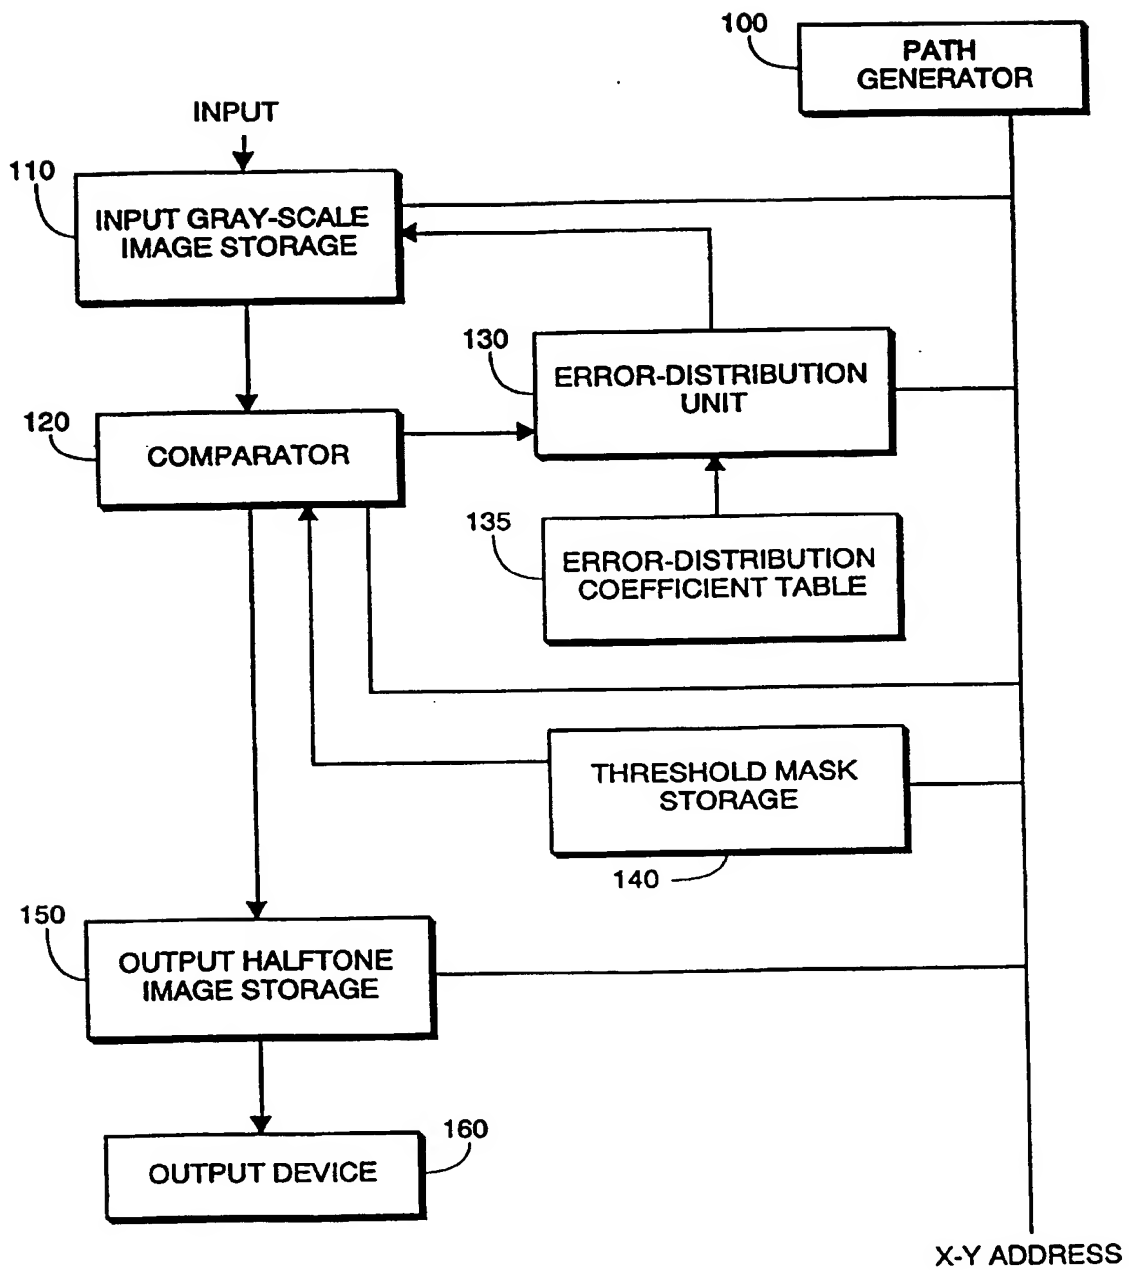 100
PATH
GENERATOR
INPUT
110
INPUT GRAY-SCALE
IMAGE STORAGE
130
ERROR-DISTRIBUTION
UNIT
120
COMPARATOR
135
ERROR-DISTRIBUTION
COEFFICIENT TABLE
THRESHOLD MASK
STORAGE
140
150
OUTPUT HALFTONE
IMAGE STORAGE
160
OUTPUT DEVICE
X-Y ADDRESS